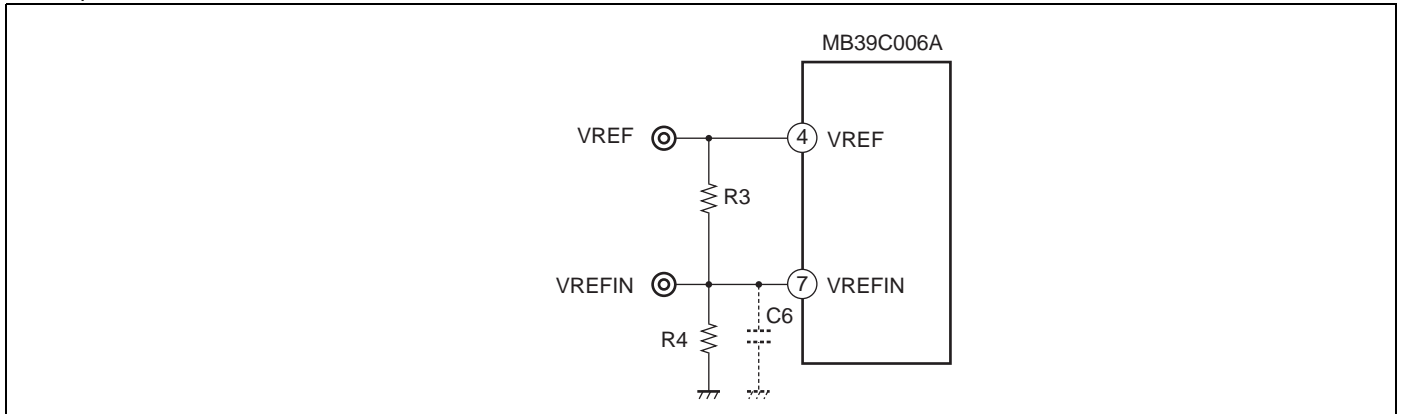 MB39C006A
VREF 4 VREF
R3
VREFIN 7 VREFIN
C6
R4